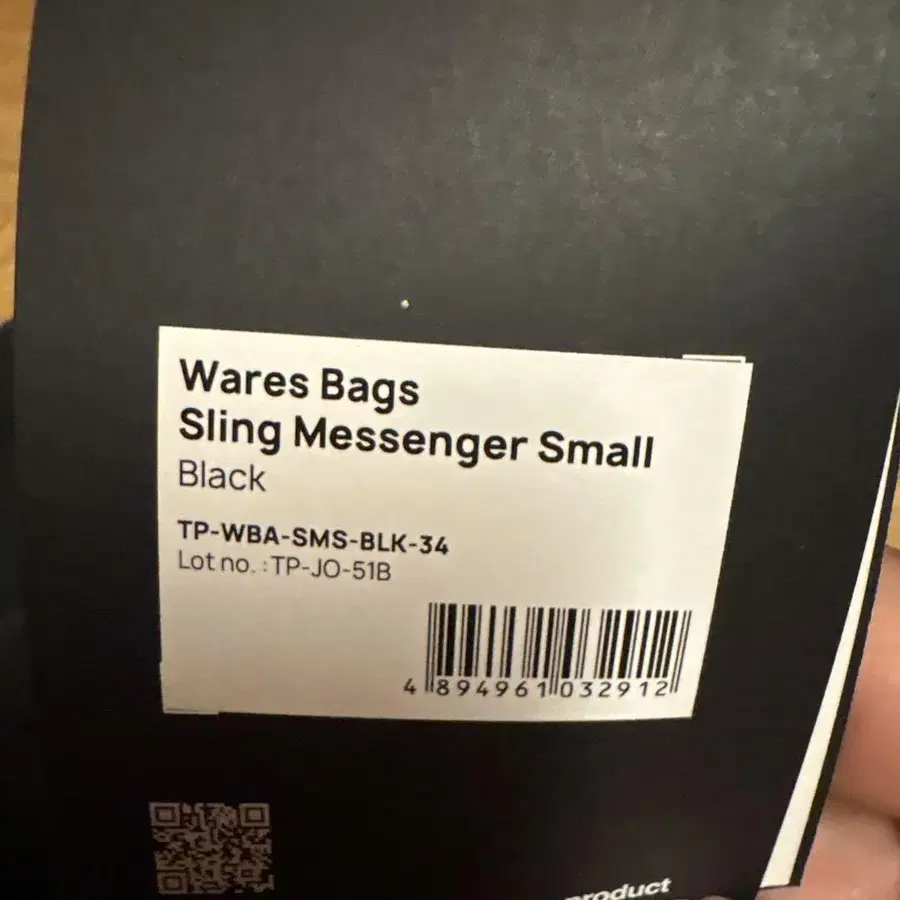 Wares Bags
Sling Messenger Small
Black
TP-WBA-SMS-BLK-34
Lot no. :TP-JO-51B
4 894961 032912
product